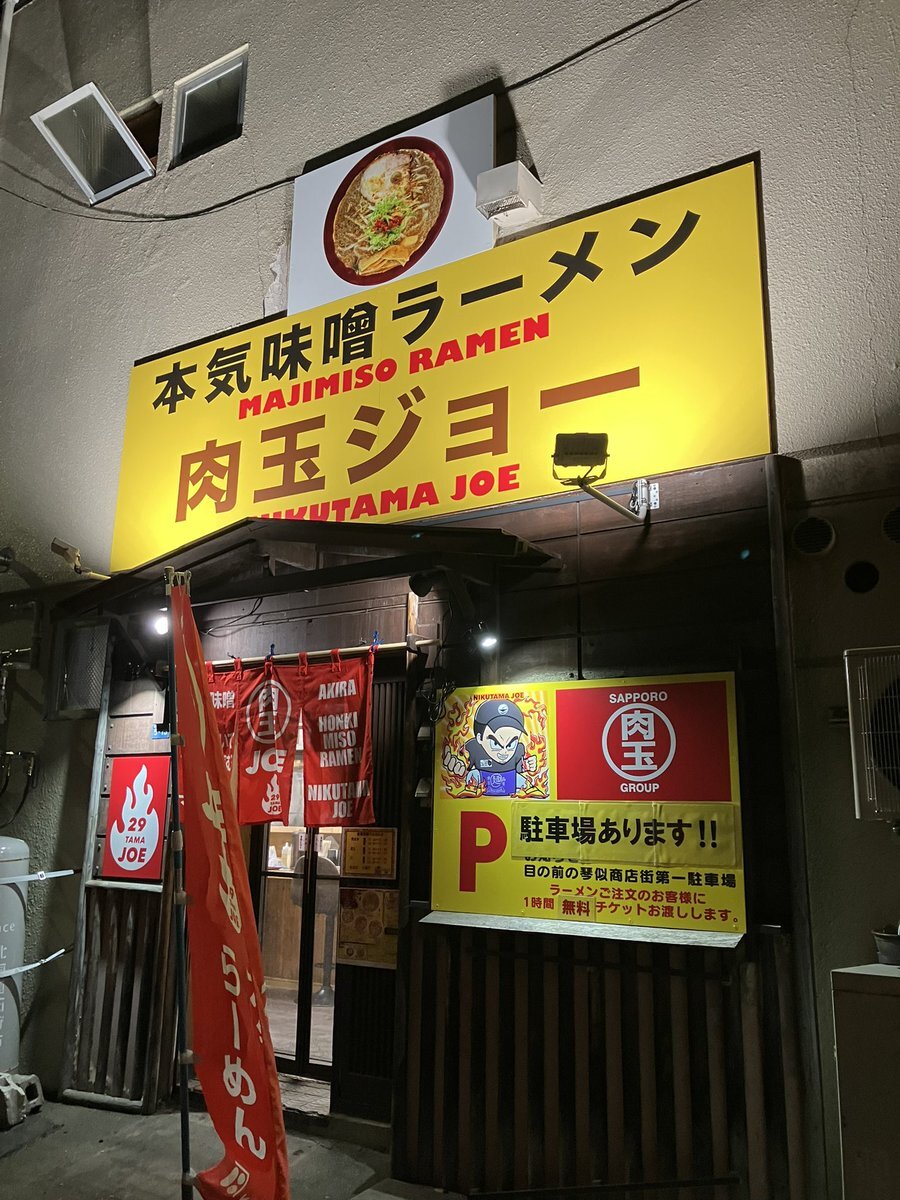 本気味噌ラーメン
MAJIMISO RAMEN
肉玉ジョー
NIKUTAMA JOE
味噌
肉玉
JOE
AKIRA
HONKI
MISO
RAMEN
NIKUTAMA
JOE
29
TAMA
JOE
らーめん
NIKUTAMA JOE
SAPPORO
肉玉
GROUP
P
駐車場あります!!
目の前の琴似商店街第一駐車場
ラーメンご注文のお客様に
1時間 無料 チケットお渡しします。